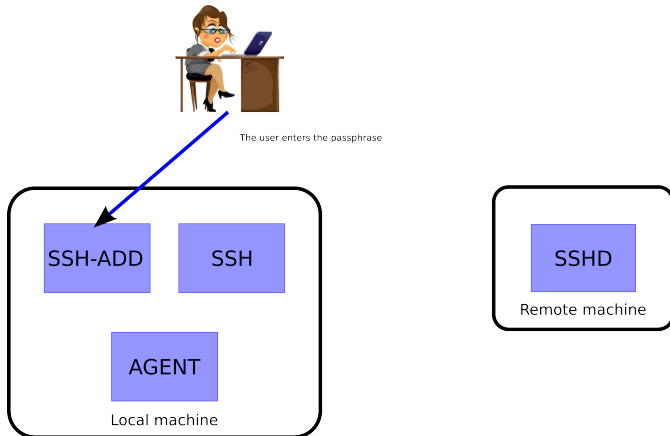 The user enters the passphrase
SSH-ADD
SSH
SSHD
Remote machine
AGENT
Local machine